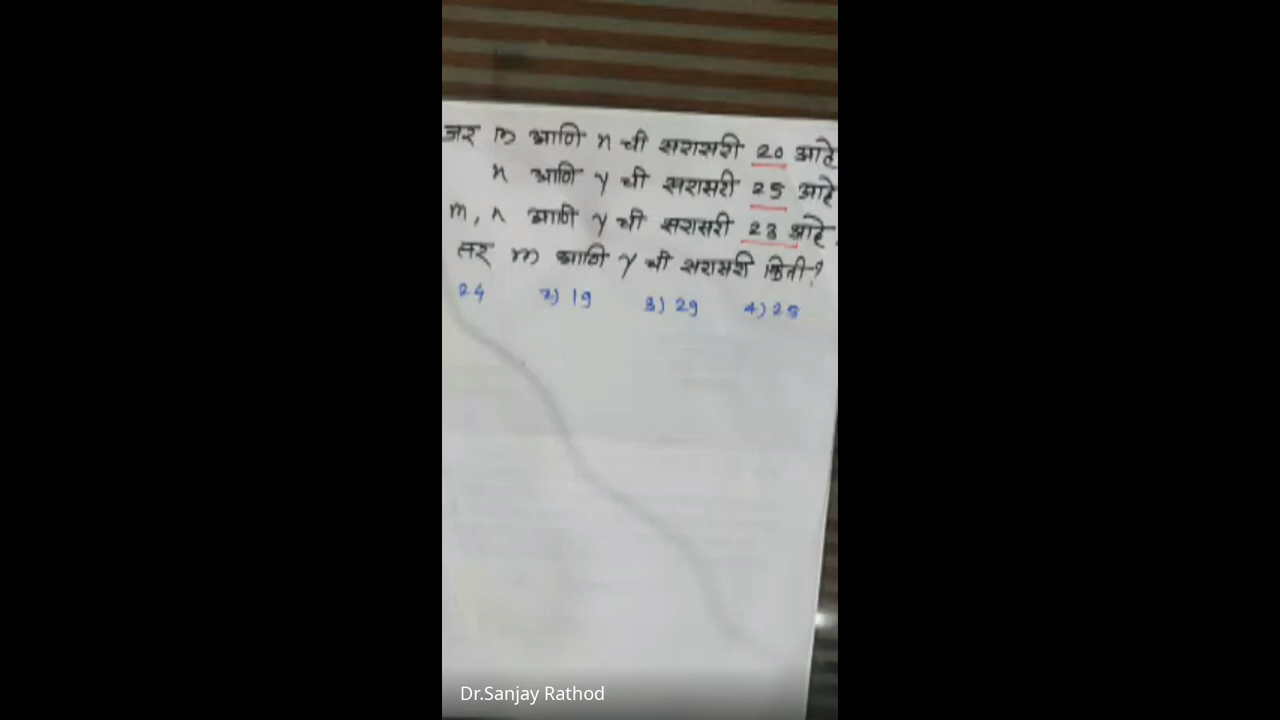 जर m आणि n ची सरासरी 20 आहे
n आणि y ची सरासरी 25 आहे
m, n आणि y ची सरासरी 23 आहे.
तर m आणि y ची सरासरी किती?
24 2) 19 3) 29 4) 25
Dr.Sanjay Rathod